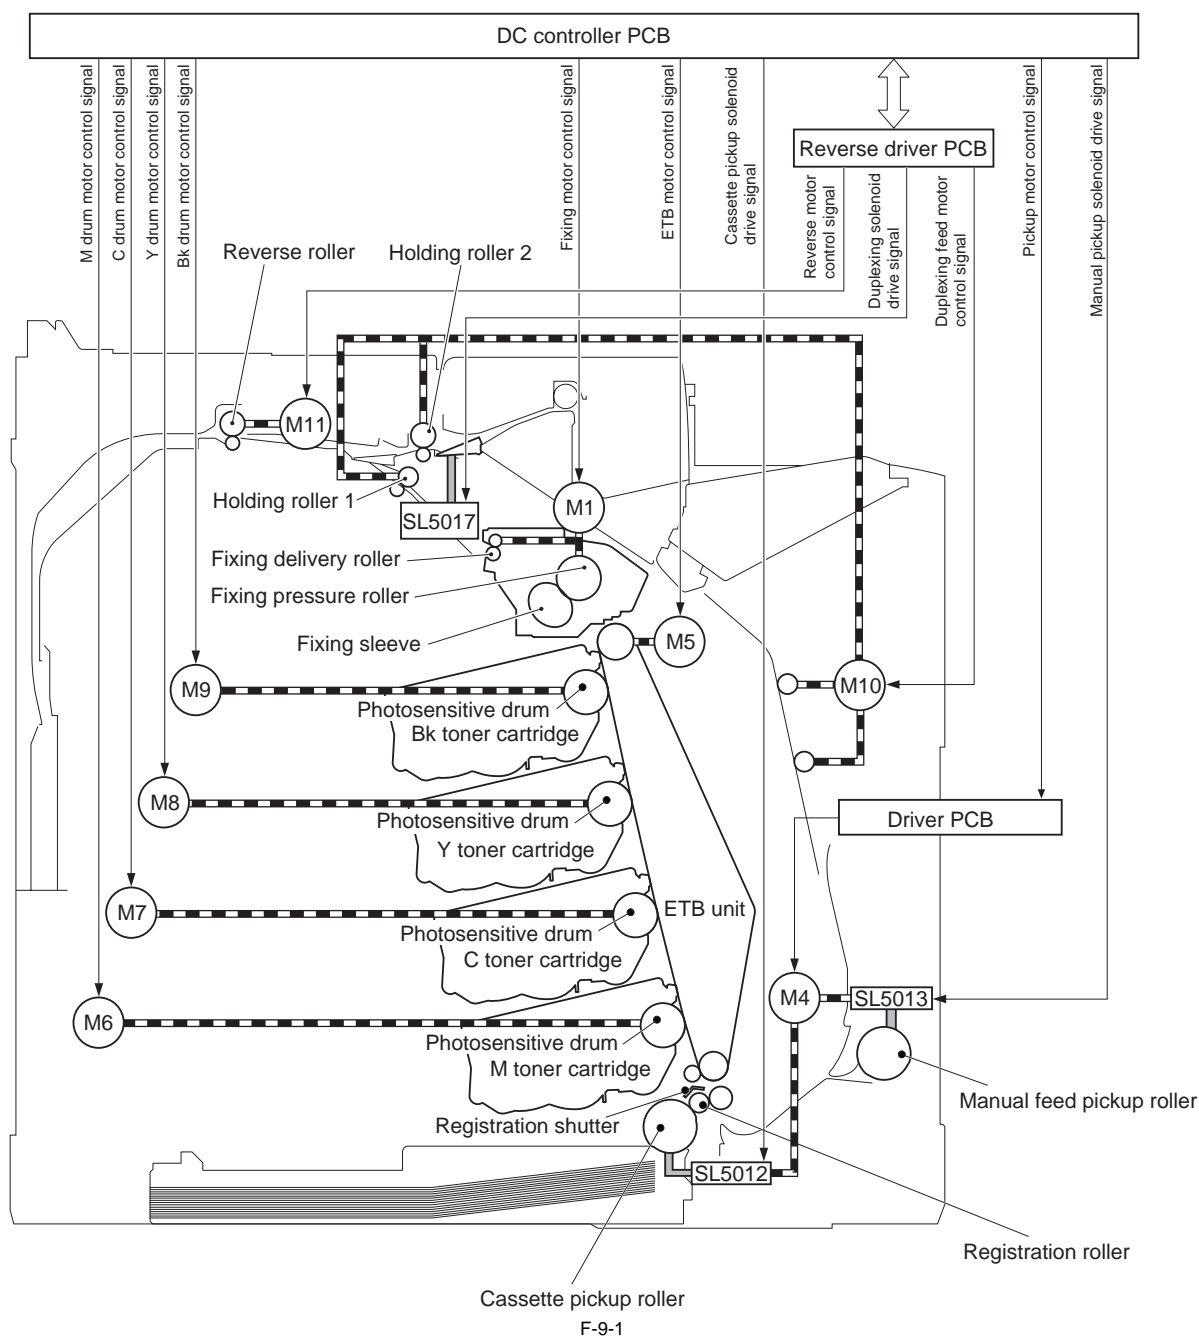 DC controller PCB
M drum motor control signal
C drum motor control signal
Y drum motor control signal
Bk drum motor control signal
Fixing motor control signal
ETB motor control signal
Cassette pickup solenoid
drive signal
Reverse driver PCB
Reverse motor
control signal
Duplexing solenoid
drive signal
Duplexing feed motor
control signal
Pickup motor control signal
Manual pickup solenoid drive signal
Reverse roller
Holding roller 2
M11
Holding roller 1
SL5017
M1
Fixing delivery roller
Fixing pressure roller
Fixing sleeve
M5
M9
M10
Photosensitive drum
Bk toner cartridge
M8
Photosensitive drum
Y toner cartridge
Driver PCB
M7
ETB unit
Photosensitive drum
C toner cartridge
M4
SL5013
M6
Photosensitive drum
M toner cartridge
Manual feed pickup roller
Registration shutter
SL5012
Registration roller
Cassette pickup roller
F-9-1